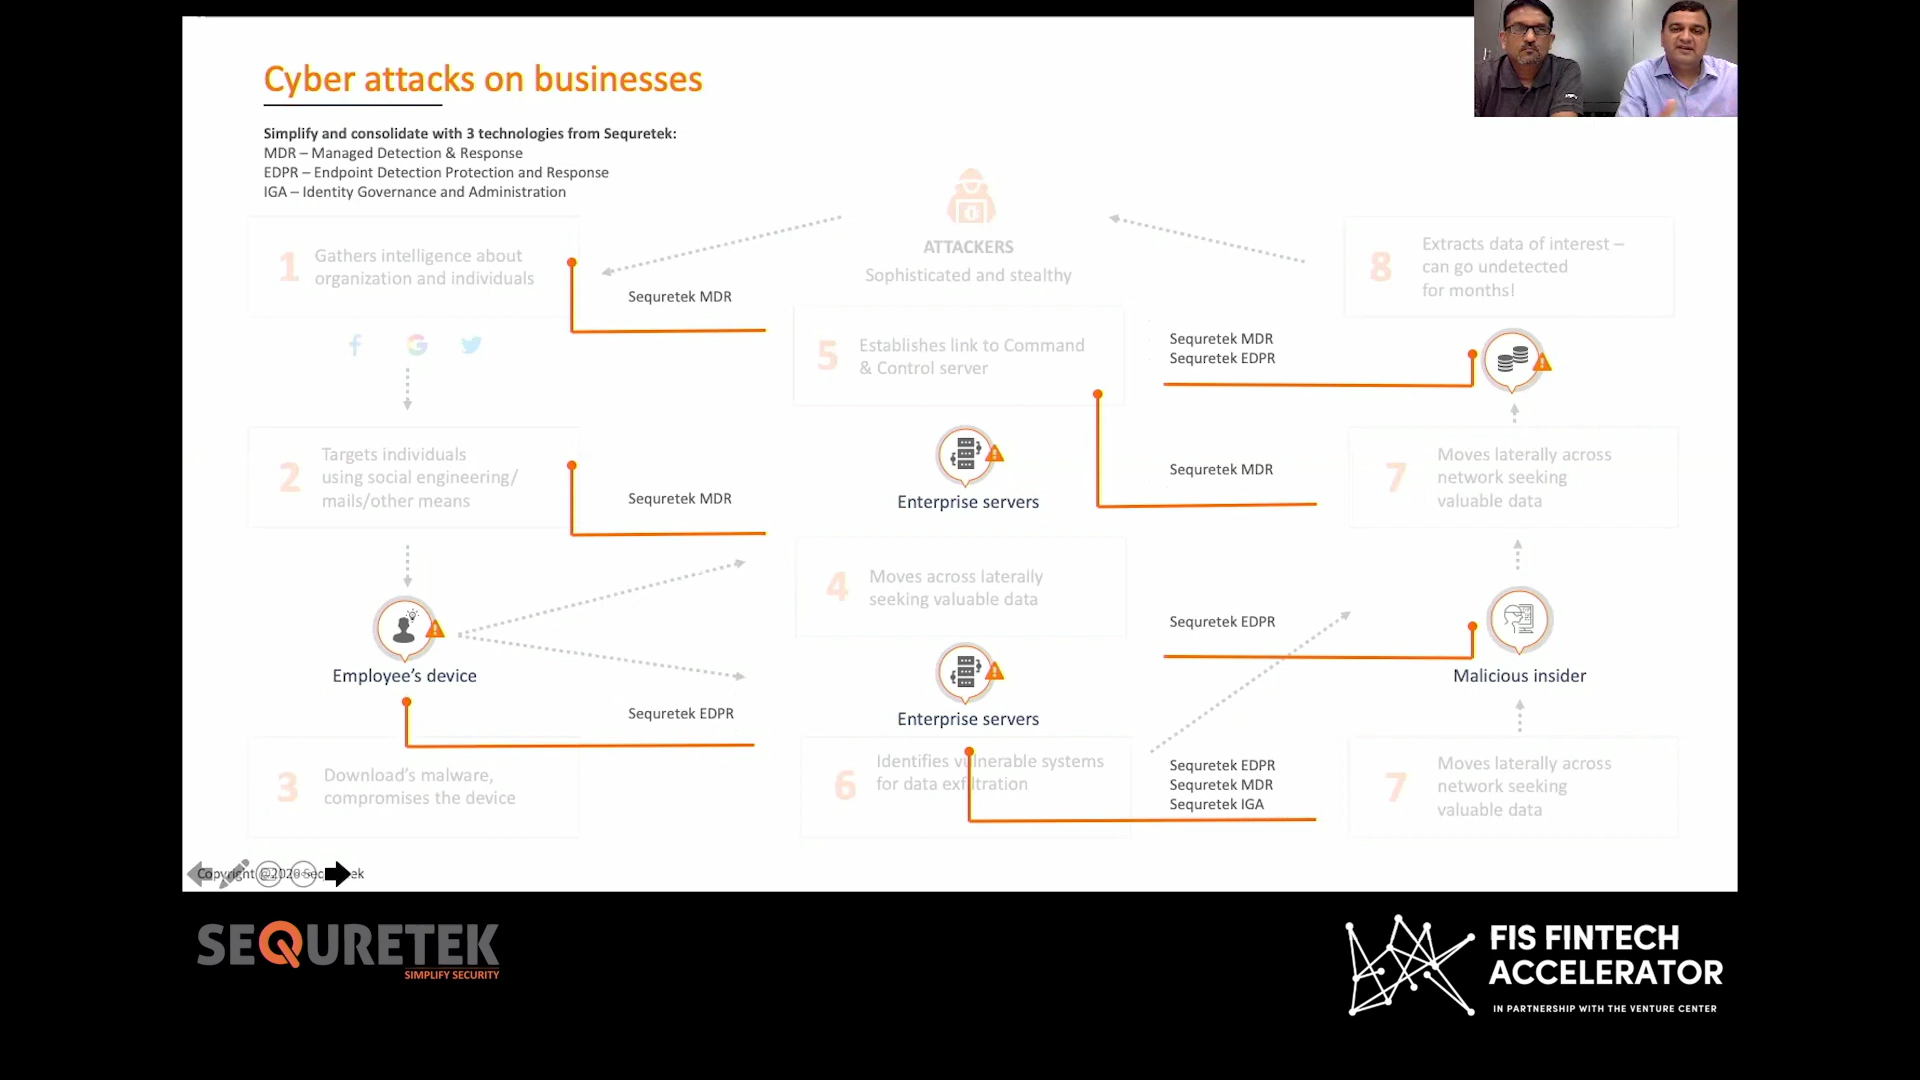 Cyber attacks on businesses
Simplify and consolidate with 3 technologies from Sequretek:
MDR – Managed Detection & Response
EDPR – Endpoint Detection Protection and Response
IGA – Identity Governance and Administration
ATTACKERS
Sophisticated and stealthy
1
Gathers intelligence about
organization and individuals
Sequretek MDR
2
Targets individuals
using social engineering/
mails/other means
Sequretek MDR
Employee's device
Sequretek EDPR
3
Download's malware,
compromises the device
5
Establishes link to Command
& Control server
Enterprise servers
4
Moves across laterally
seeking valuable data
Enterprise servers
6
Identifies vulnerable systems
for data exfiltration
Sequretek MDR
Sequretek EDPR
Sequretek MDR
Sequretek EDPR
Sequretek EDPR
Sequretek MDR
Sequretek IGA
8
Extracts data of interest –
can go undetected
for months!
7
Moves laterally across
network seeking
valuable data
Malicious insider
7
Moves laterally across
network seeking
valuable data
Copyright @2020
SEQURETEK
SIMPLIFY SECURITY
FIS FINTECH
ACCELERATOR
IN PARTNERSHIP WITH THE VENTURE CENTER